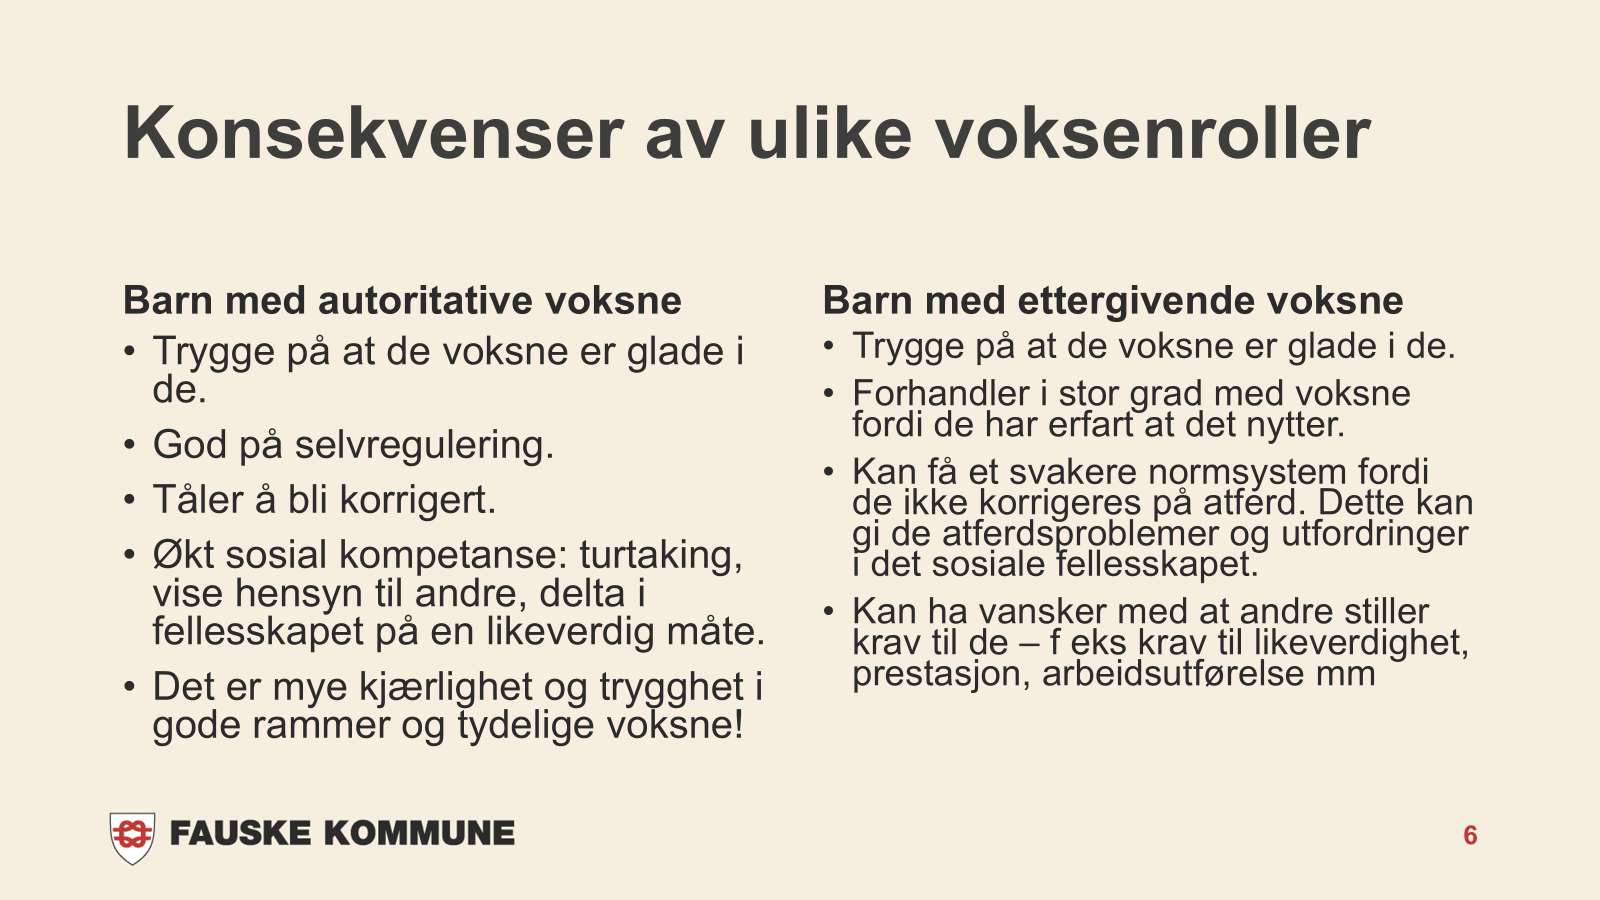 Konsekvenser av ulike voksenroller
Barn med autoritative voksne
• Trygge på at de voksne er glade i
de.
• God på selvregulering.
• Tåler å bli korrigert.
• Økt sosial kompetanse: turtaking,
vise hensyn til andre, delta i
fellesskapet på en likeverdig måte.
• Det er mye kjærlighet og trygghet i
gode rammer og tydelige voksne!
Barn med ettergivende voksne
• Trygge på at de voksne er glade i de.
• Forhandler i stor grad med voksne
fordi de har erfart at det nytter.
• Kan få et svakere normsystem fordi
de ikke korrigeres på atferd. Dette kan
gi de atferdsproblemer og utfordringer
i det sosiale fellesskapet.
• Kan ha vansker med at andre stiller
krav til de – f eks krav til likeverdighet,
prestasjon, arbeidsutførelse mm
FAUSKE KOMMUNE
6